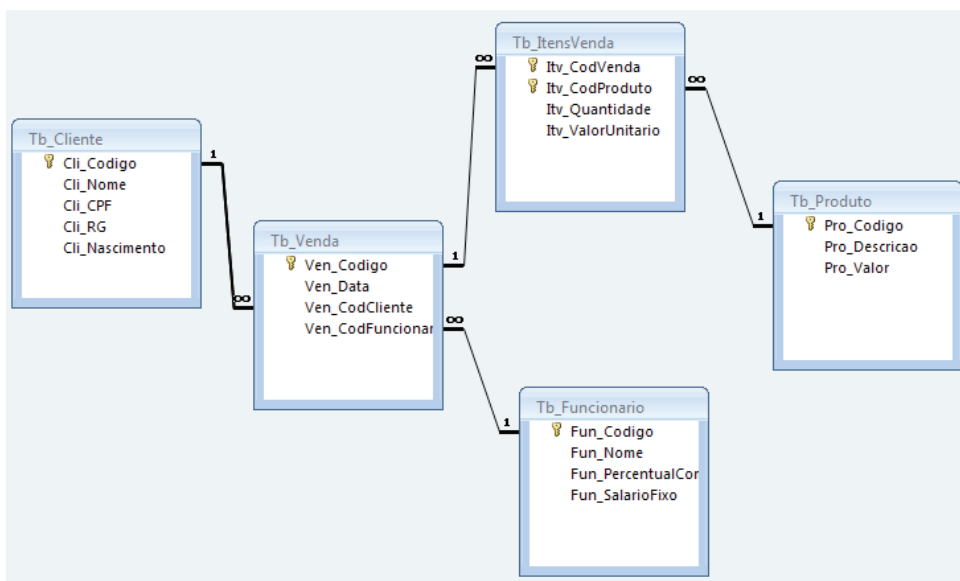 Tb_Cliente
Cli_Codigo
Cli_Nome
Cli_CPF
Cli_RG
Cli_Nascimento
1
∞
Tb_Venda
Ven_Codigo
Ven_Data
Ven_CodCliente
Ven_CodFuncionar
1
∞
∞
Tb_ItensVenda
Itv_CodVenda
Itv_CodProduto
Itv_Quantidade
Itv_ValorUnitario
∞
1
Tb_Produto
Pro_Codigo
Pro_Descricao
Pro_Valor
1
Tb_Funcionario
Fun_Codigo
Fun_Nome
Fun_PercentualCor
Fun_SalarioFixo